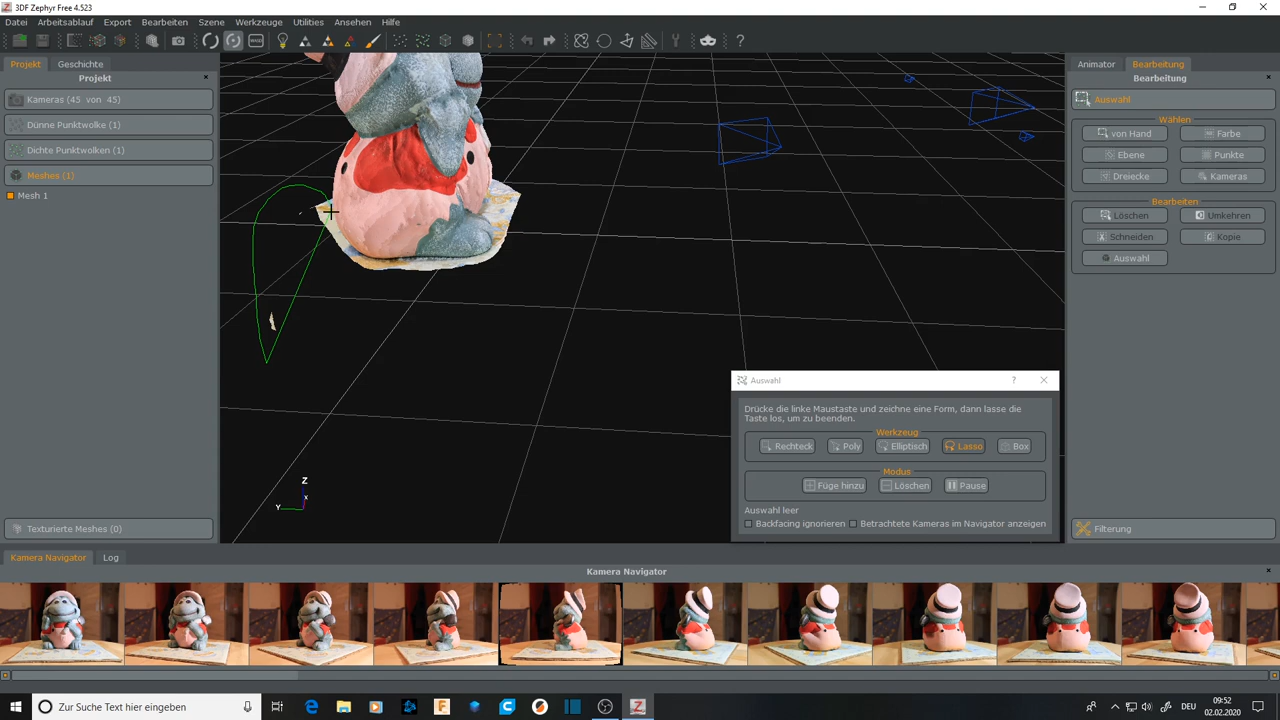 3DF Zephyr Free 4.523
Datei Arbeitsablauf Export Bearbeiten Szene Werkzeuge Utilities Ansehen Hilfe
Projekt Geschichte
Projekt
Kameras (45 von 45)
Dünne Punktwolke (1)
Dichte Punktwolken (1)
Meshes (1)
Mesh 1
Texturierte Meshes (0)
Animator Bearbeitung
Bearbeitung
Auswahl
Wählen
von Hand Farbe
Ebene Punkte
Dreiecke Kameras
Bearbeiten
Löschen Umkehren
Schneiden Kopie
Auswahl
Filterung
Z
X
Y
Auswahl
Drücke die linke Maustaste und zeichne eine Form, dann lasse die
Taste los, um zu beenden.
Werkzeug
Rechteck Poly Elliptisch Lasso Box
Modus
Füge hinzu Löschen Pause
Auswahl leer
Backfacing ignorieren Betrachtete Kameras im Navigator anzeigen
Kamera Navigator Log
Kamera Navigator
Zur Suche Text hier eingeben
DEU
09:52
02.02.2020